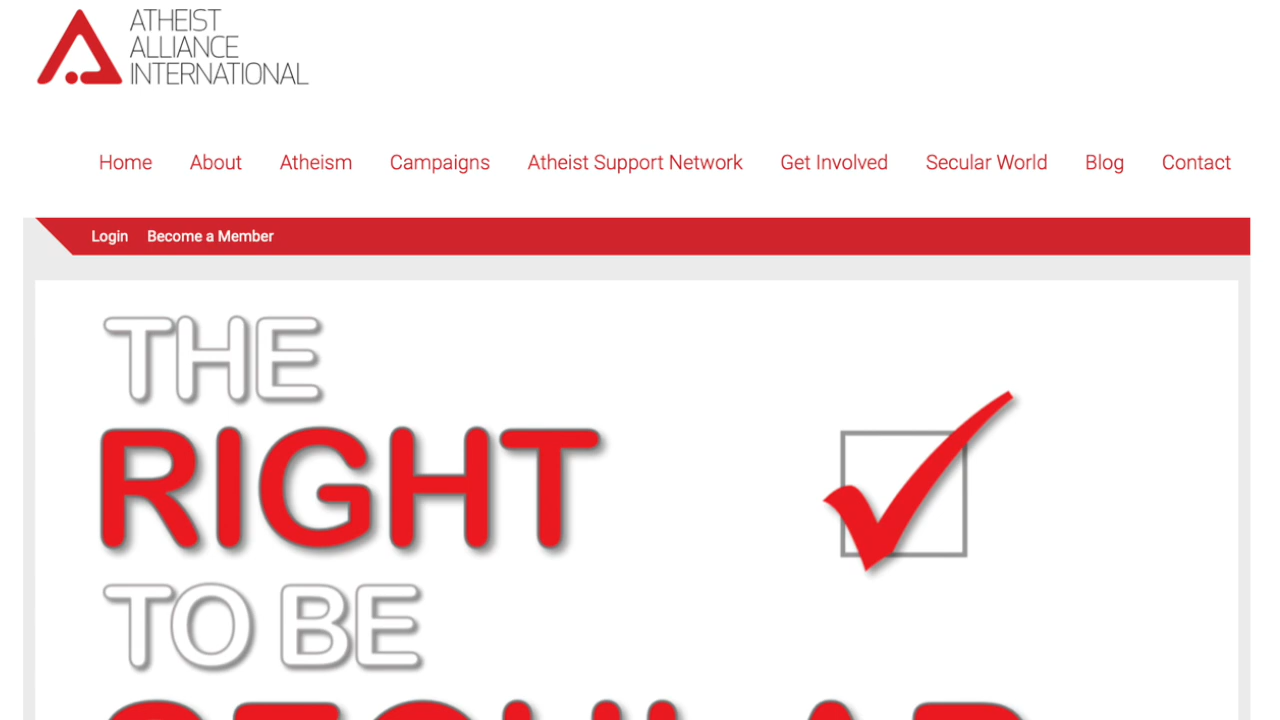 ATHEIST
ALLIANCE
INTERNATIONAL
Home About Atheism Campaigns Atheist Support Network Get Involved Secular World Blog Contact
Login Become a Member
THE
RIGHT
TO BE
SECULAR